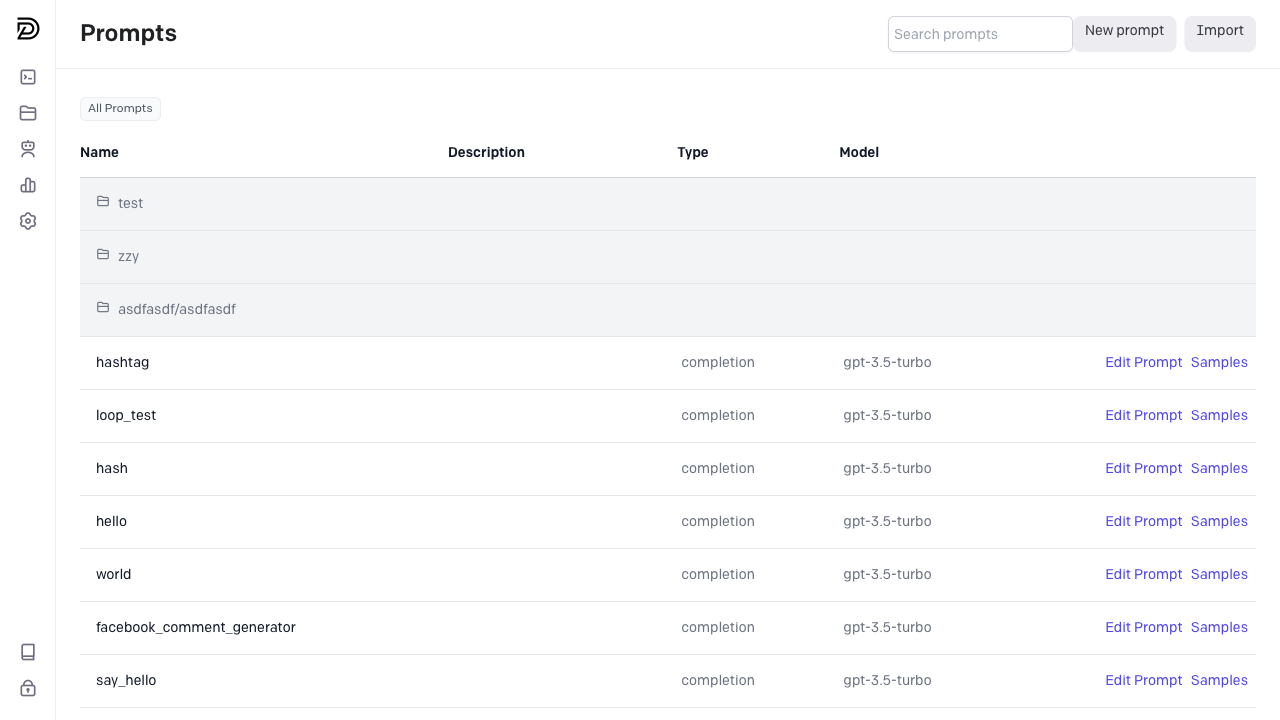 Prompts
Search prompts
New prompt
Import
All Prompts
Name Description Type Model
test
zzy
asdfasdf/asdfasdf
hashtag completion gpt-3.5-turbo Edit Prompt Samples
loop_test completion gpt-3.5-turbo Edit Prompt Samples
hash completion gpt-3.5-turbo Edit Prompt Samples
hello completion gpt-3.5-turbo Edit Prompt Samples
world completion gpt-3.5-turbo Edit Prompt Samples
facebook_comment_generator completion gpt-3.5-turbo Edit Prompt Samples
say_hello completion gpt-3.5-turbo Edit Prompt Samples